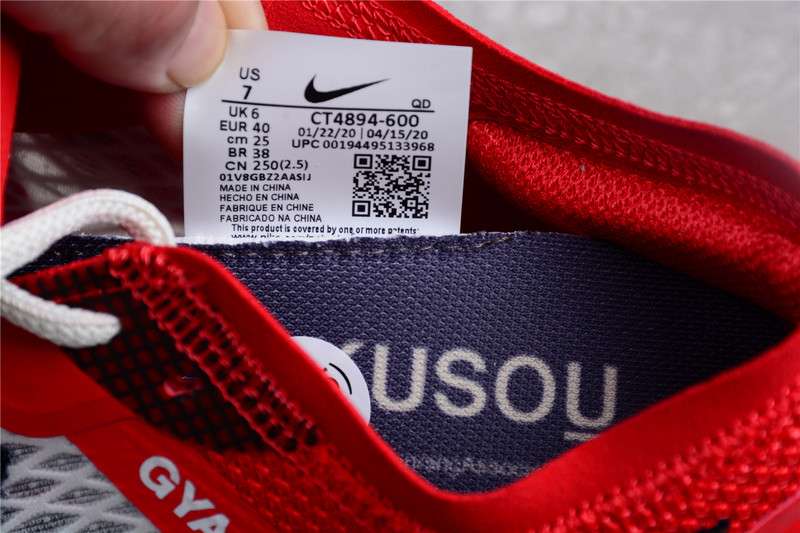 US
7
QD
UK 6
CT4894-600
EUR 40
01/22/20 | 04/15/20
cm 25
UPC 00194495133968
BR 38
CN 250(2.5)
01V8GBZ2AASIJ
MADE IN CHINA
HECHO EN CHINA
FABRIQUE EN CHINE
FABRICADO NA CHINA
This product is covered by one or more patents:
KUSOU
GYA